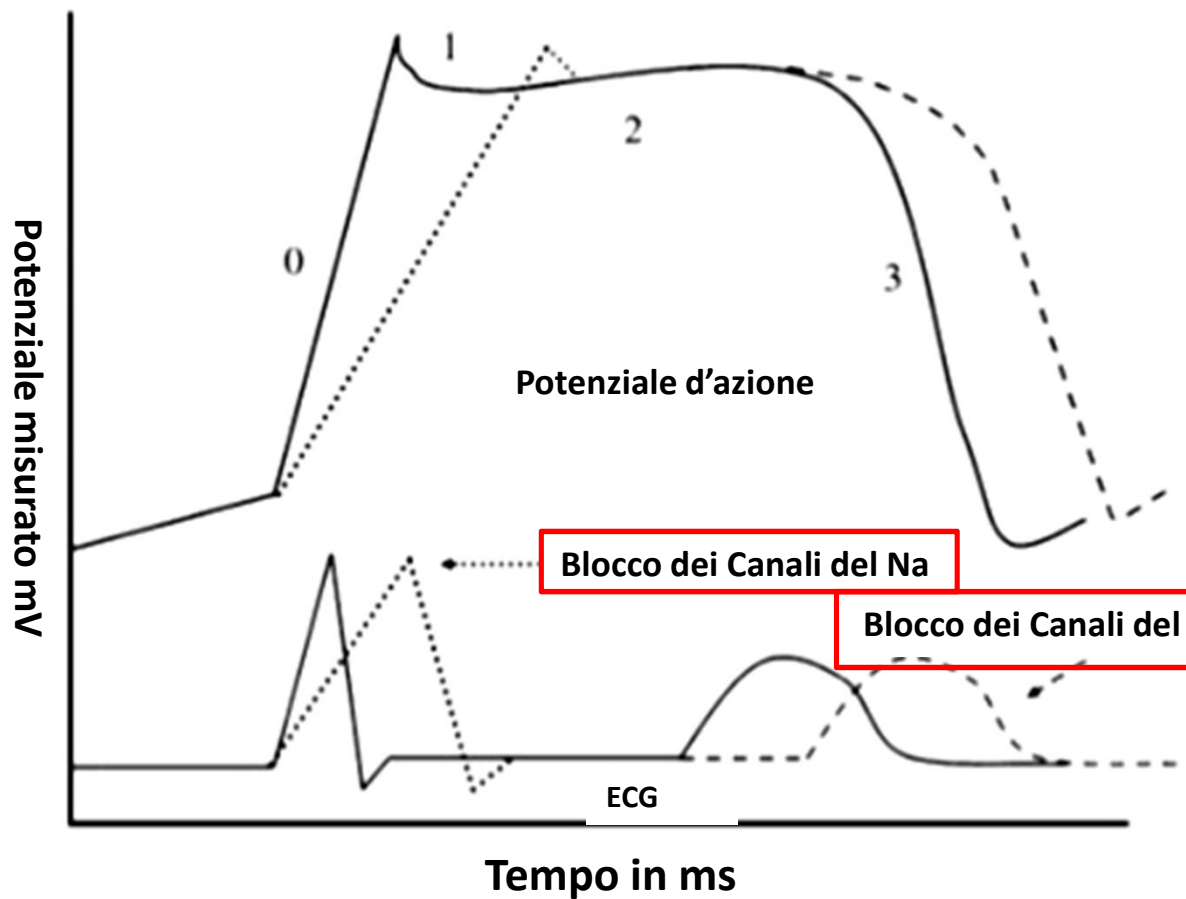 1
2
0
3
Potenziale misurato mV
Potenziale d’azione
Blocco dei Canali del Na
Blocco dei Canali del
ECG
Tempo in ms